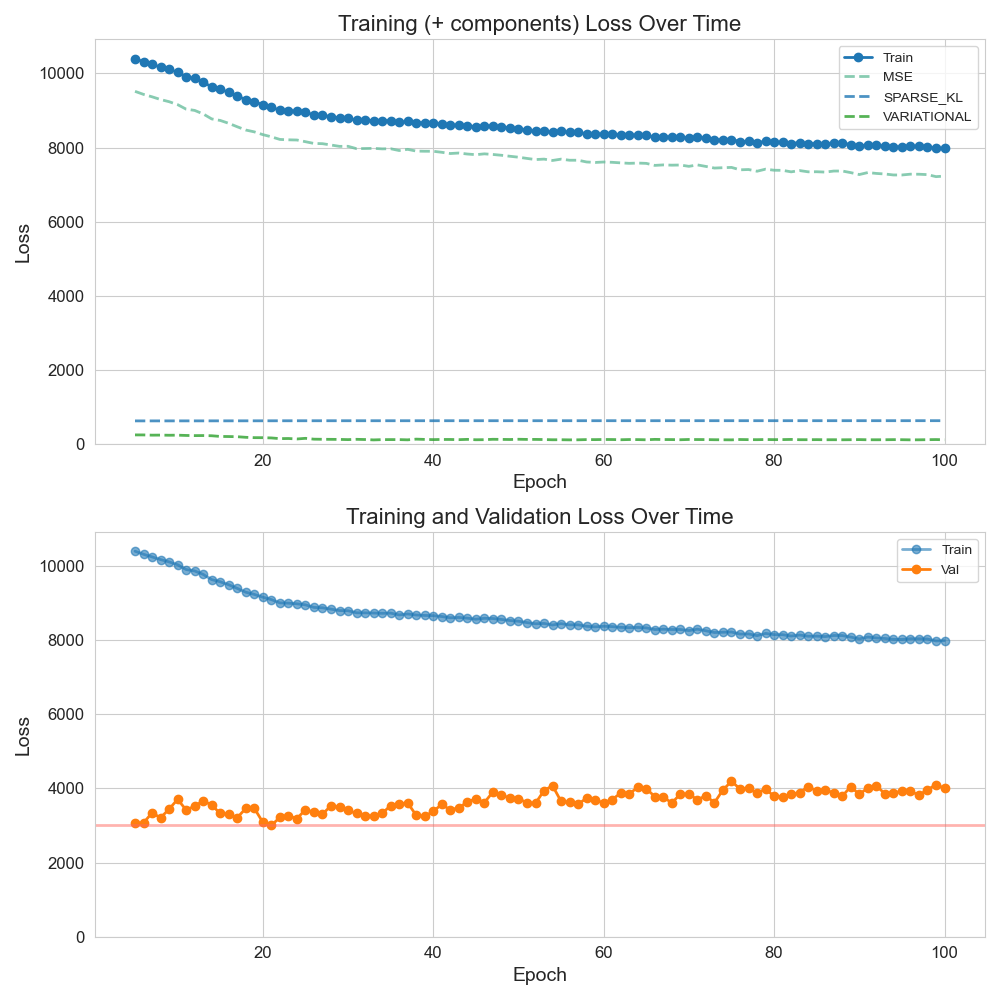 Training (+ components) Loss Over Time
Loss
10000
8000
6000
4000
2000
0
Train
MSE
SPARSE_KL
VARIATIONAL
20
40
60
80
100
Epoch
Training and Validation Loss Over Time
Loss
10000
8000
6000
4000
2000
0
Train
Val
20
40
60
80
100
Epoch